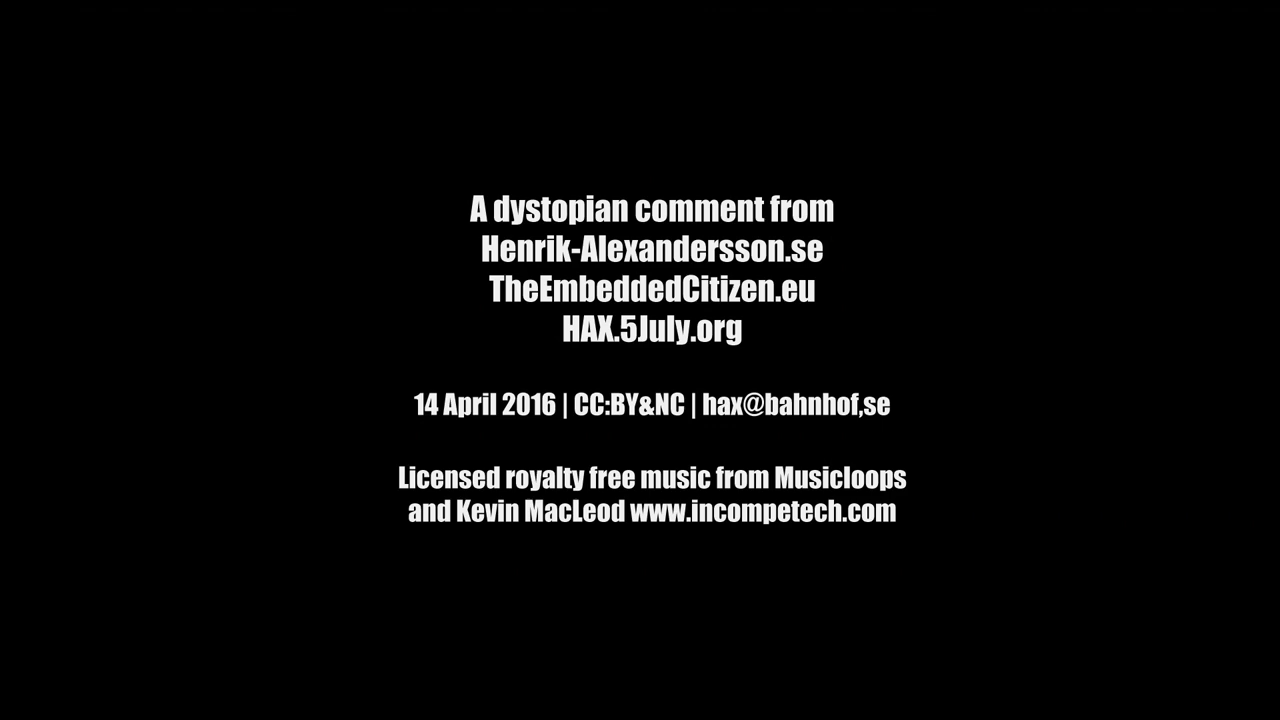 A dystopian comment from
Henrik-Alexandersson.se
TheEmbeddedCitizen.eu
HAX.5July.org
14 April 2016 | CC:BY&NC | hax@bahnhof,se
Licensed royalty free music from Musicloops
and Kevin MacLeod www.incompetech.com